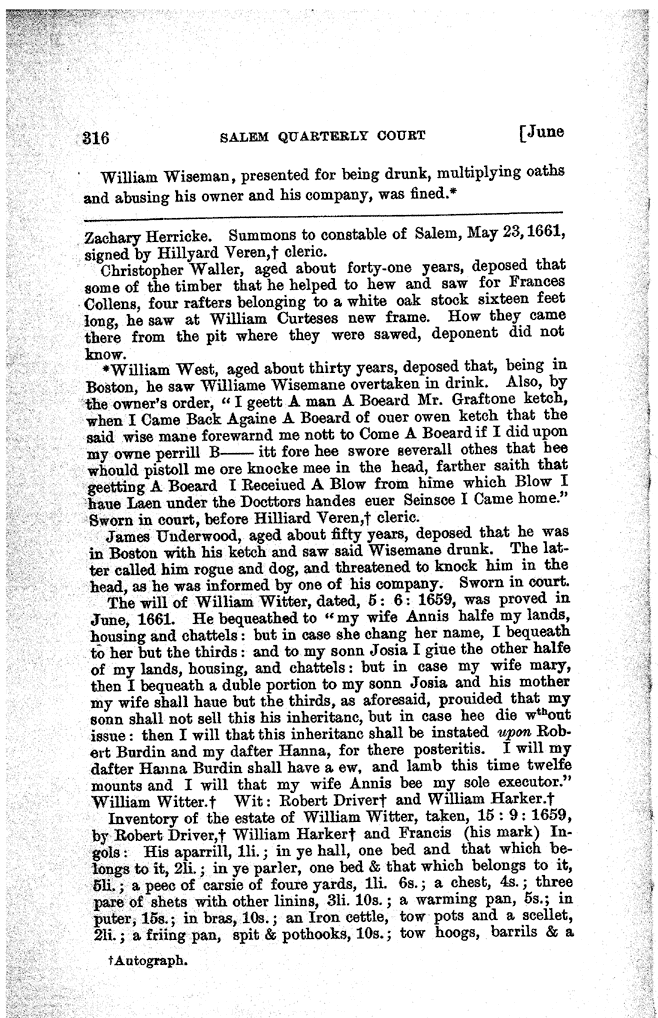 316 SALEM QUARTERLY COURT [June
William Wiseman, presented for being drunk, multiplying oaths
and abusing his owner and his company, was fined.*
Zachary Herricke. Summons to constable of Salem, May 23, 1661,
signed by Hillyard Veren,† cleric.
Christopher Waller, aged about forty-one years, deposed that
some of the timber that he helped to hew and saw for Frances
Collens, four rafters belonging to a white oak stock sixteen feet
long, he saw at William Curteses new frame. How they came
there from the pit where they were sawed, deponent did not
know.
*William West, aged about thirty years, deposed that, being in
Boston, he saw Williame Wisemane overtaken in drink. Also, by
the owner's order, "I geett A man A Boeard Mr. Graftone ketch,
when I Came Back Againe A Boeard of ouer owen ketch that the
said wise mane forewarnd me nott to Come A Boeard if I did upon
my owne perrill B—— itt fore hee swore severall othes that hee
whould pistoll me ore knocke mee in the head, farther saith that
geetting A Boeard I Receiued A Blow from hime which Blow I
haue Laen under the Docttors handes euer Seinsce I Came home."
Sworn in court, before Hilliard Veren,† cleric.
James Underwood, aged about fifty years, deposed that he was
in Boston with his ketch and saw said Wisemane drunk. The lat-
ter called him rogue and dog, and threatened to knock him in the
head, as he was informed by one of his company. Sworn in court.
The will of William Witter, dated, 5 : 6 : 1659, was proved in
June, 1661. He bequeathed to "my wife Annis halfe my lands,
housing and chattels : but in case she chang her name, I bequeath
to her but the thirds : and to my sonn Josia I giue the other halfe
of my lands, housing, and chattels : but in case my wife mary,
then I bequeath a duble portion to my sonn Josia and his mother
my wife shall haue but the thirds, as aforesaid, prouided that my
sonn shall not sell this his inheritanc, but in case hee die wthout
issue : then I will that this inheritanc shall be instated upon Rob-
ert Burdin and my dafter Hanna, for there posteritis. I will my
dafter Hanna Burdin shall have a ew, and lamb this time twelfe
mounts and I will that my wife Annis bee my sole executor."
William Witter.† Wit : Robert Driver† and William Harker.†
Inventory of the estate of William Witter, taken, 15 : 9 : 1659,
by Robert Driver,† William Harker† and Francis (his mark) In-
gols : His aparrill, 1li. ; in ye hall, one bed and that which be-
longs to it, 2li. ; in ye parler, one bed & that which belongs to it,
5li. ; a peec of carsie of foure yards, 1li. 6s. ; a chest, 4s. ; three
pare of shets with other linins, 3li. 10s. ; a warming pan, 5s. ; in
puter, 15s. ; in bras, 10s. ; an Iron cettle, tow pots and a scellet,
2li. ; a friing pan, spit & pothooks, 10s. ; tow hoogs, barrils & a
†Autograph.